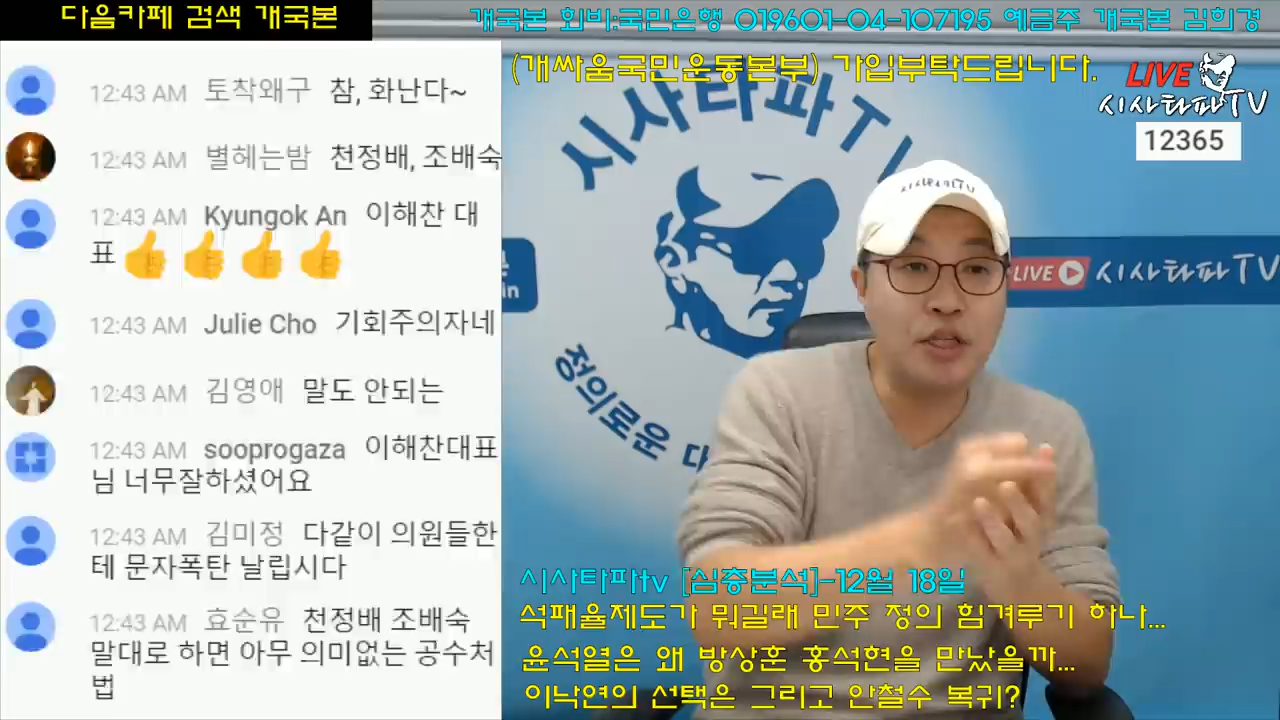 다음카페 검색 개국본
개국본 회비:국민은행 019601-04-107195 예금주 개국본 김희경
(개싸움국민운동본부) 가입부탁드립니다.
LIVE
시사타파TV
12365
12:43 AM 토착왜구 참, 화난다~
12:43 AM 별헤는밤 천정배, 조배숙
12:43 AM Kyungok An 이해찬 대
표👍👍👍👍
12:43 AM Julie Cho 기회주의자네
12:43 AM 김영애 말도 안되는
12:43 AM sooprogaza 이해찬대표
님 너무잘하셨어요
12:43 AM 김미정 다같이 의원들한
테 문자폭탄 날립시다
12:43 AM 효순유 천정배 조배숙
말대로 하면 아무 의미없는 공수처
법
시사타파TV
정의로운
in
LIVE 시사타파TV
시사타파TV
시사타파tv [심층분석]-12월 18일
석패율제도가 뭐길래 민주 정의 힘겨루기 하나...
윤석열은 왜 방상훈 홍석현을 만났을까...
이낙연의 선택은 그리고 안철수 복귀?